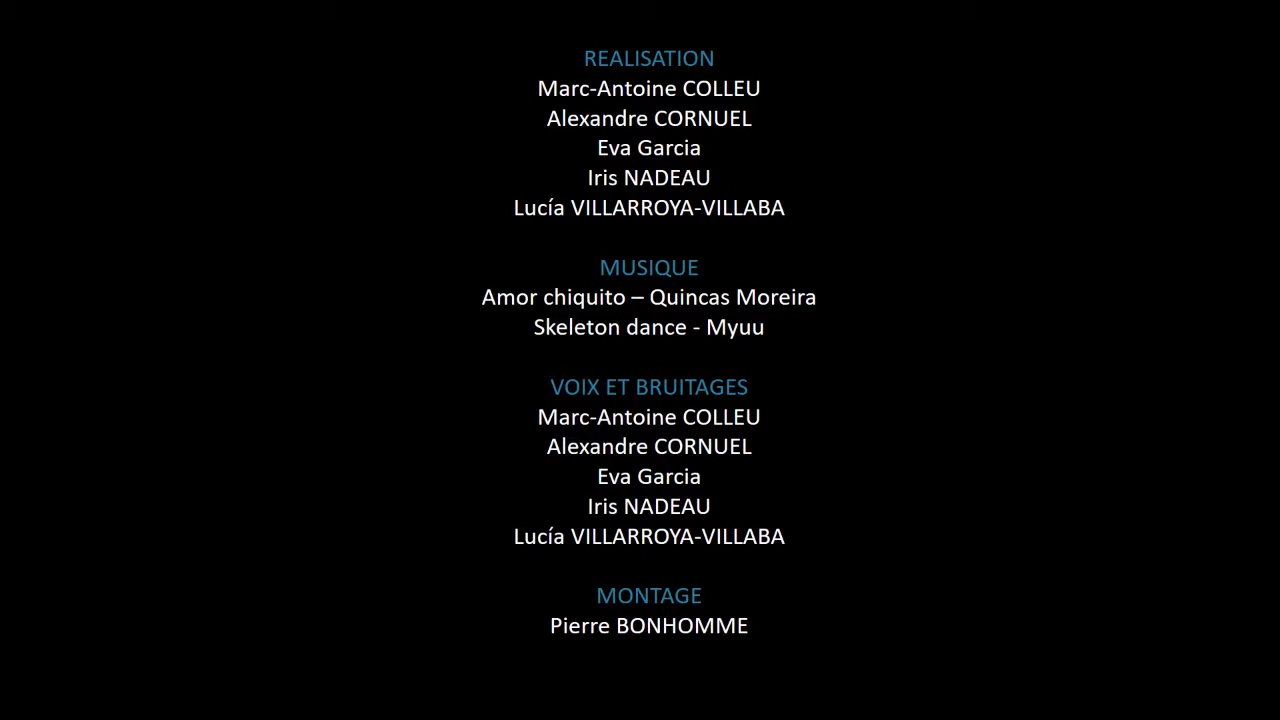 REALISATION
Marc-Antoine COLLEU
Alexandre CORNUEL
Eva Garcia
Iris NADEAU
Lucía VILLARROYA-VILLABA
MUSIQUE
Amor chiquito – Quincas Moreira
Skeleton dance - Myuu
VOIX ET BRUITAGES
Marc-Antoine COLLEU
Alexandre CORNUEL
Eva Garcia
Iris NADEAU
Lucía VILLARROYA-VILLABA
MONTAGE
Pierre BONHOMME